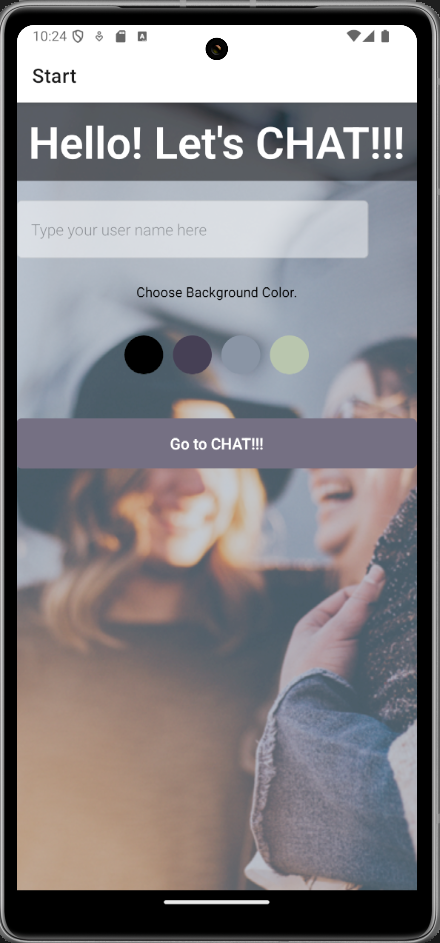 10:24
Start
Hello! Let's CHAT!!!
Type your user name here
Choose Background Color.
Go to CHAT!!!